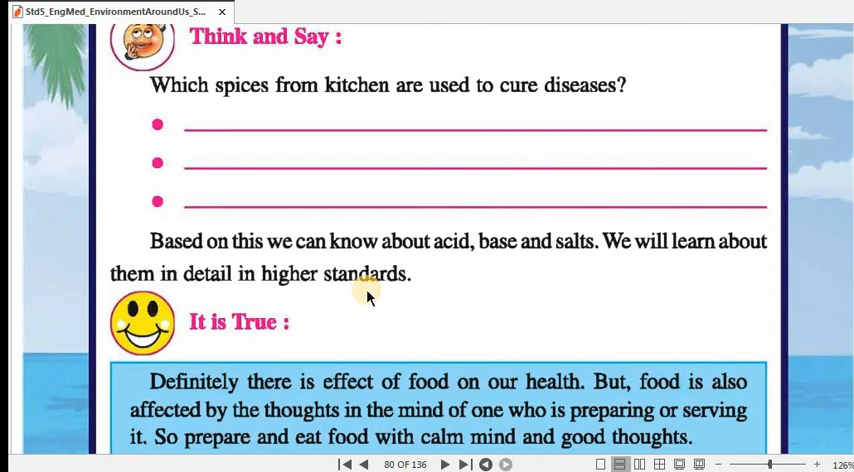 Std5_EngMed_EnvironmentAroundUs_S...
Think and Say :
Which spices from kitchen are used to cure diseases?
Based on this we can know about acid, base and salts. We will learn about
them in detail in higher standards.
It is True :
Definitely there is effect of food on our health. But, food is also
affected by the thoughts in the mind of one who is preparing or serving
it. So prepare and eat food with calm mind and good thoughts.
80 OF 136
126%